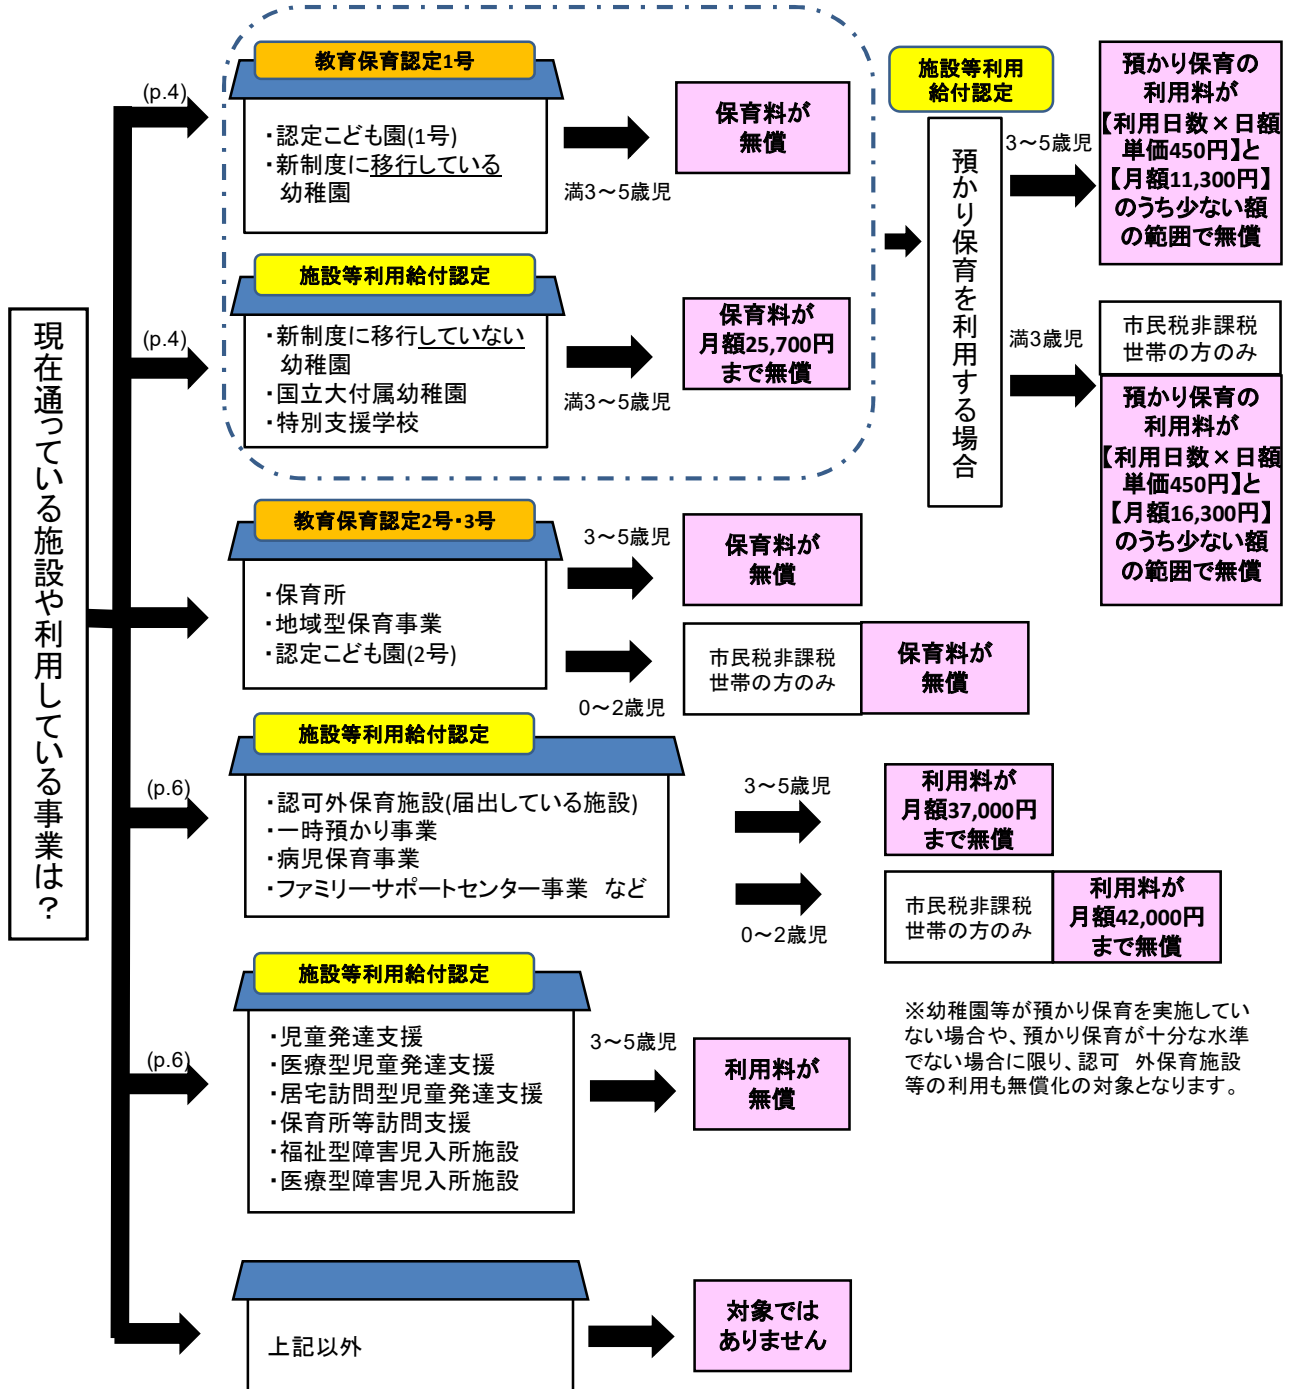 現在通っている施設や利用している事業は？
(p.4)
教育保育認定1号
・認定こども園(1号)
・新制度に移行している
幼稚園
満3～5歳児
保育料が
無償
(p.4)
施設等利用給付認定
・新制度に移行していない
幼稚園
・国立大付属幼稚園
・特別支援学校
満3～5歳児
保育料が
月額25,700円
まで無償
施設等利用
給付認定
預かり保育を利用する場合
3～5歳児
預かり保育の
利用料が
【利用日数×日額
単価450円】と
【月額11,300円】
のうち少ない額
の範囲で無償
満3歳児
市民税非課税
世帯の方のみ
預かり保育の
利用料が
【利用日数×日額
単価450円】と
【月額16,300円】
のうち少ない額
の範囲で無償
教育保育認定2号・3号
・保育所
・地域型保育事業
・認定こども園(2号)
3～5歳児
保育料が
無償
0～2歳児
市民税非課税
世帯の方のみ
保育料が
無償
(p.6)
施設等利用給付認定
・認可外保育施設(届出している施設)
・一時預かり事業
・病児保育事業
・ファミリーサポートセンター事業　など
3～5歳児
利用料が
月額37,000円
まで無償
0～2歳児
市民税非課税
世帯の方のみ
利用料が
月額42,000円
まで無償
※幼稚園等が預かり保育を実施してい
ない場合や、預かり保育が十分な水準
でない場合に限り、認可　外保育施設
等の利用も無償化の対象となります。
(p.6)
施設等利用給付認定
・児童発達支援
・医療型児童発達支援
・居宅訪問型児童発達支援
・保育所等訪問支援
・福祉型障害児入所施設
・医療型障害児入所施設
3～5歳児
利用料が
無償
上記以外
対象では
ありません